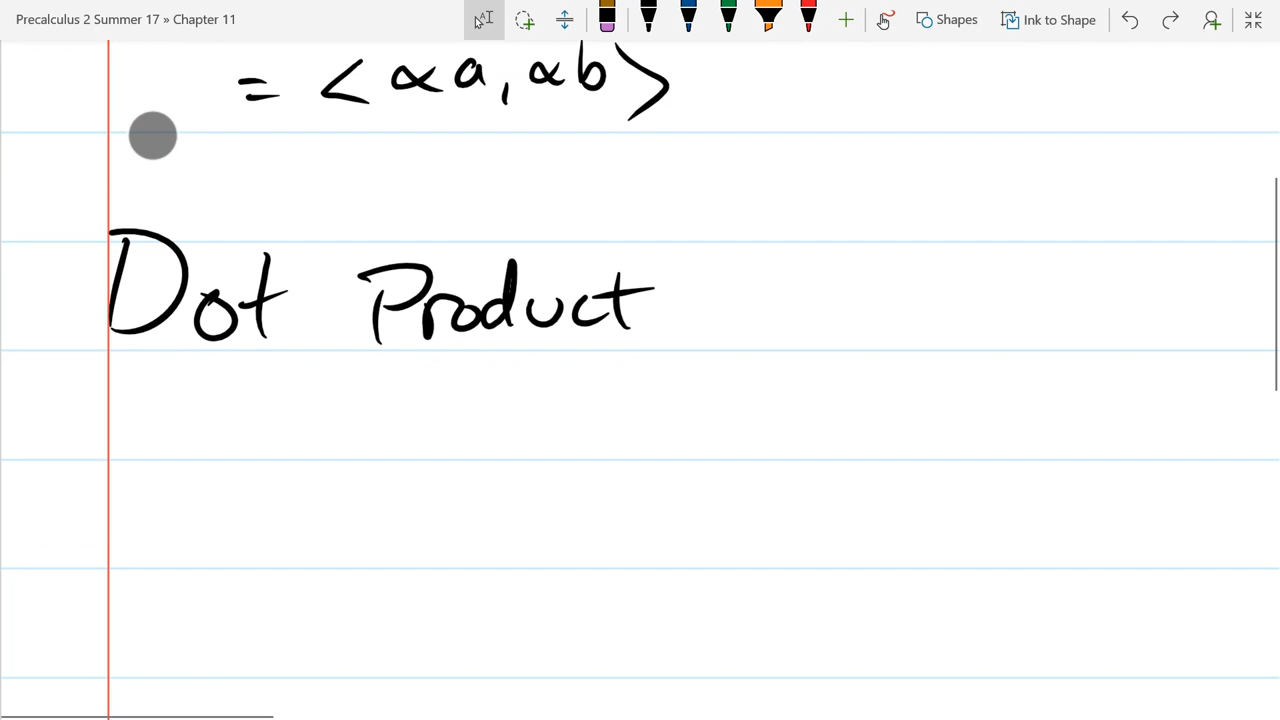 Precalculus 2 Summer 17 » Chapter 11
Shapes
Ink to Shape
= <αa, αb>
Dot Product